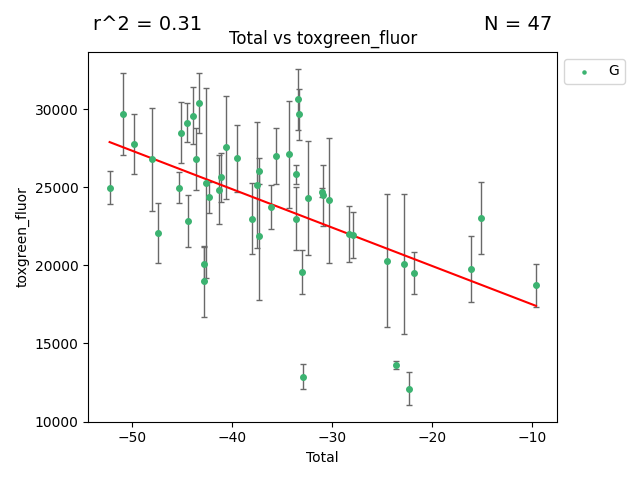 r^2 = 0.31
N = 47
Total vs toxgreen_fluor
G
toxgreen_fluor
30000
25000
20000
15000
10000
−50
−40
−30
−20
−10
Total